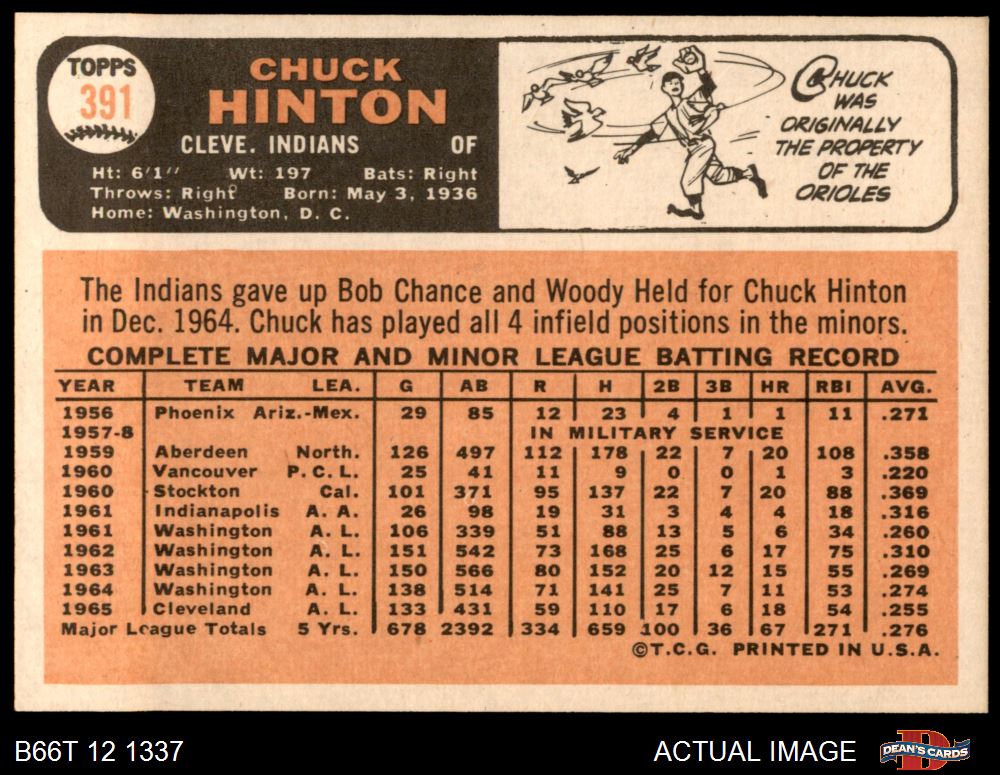 TOPPS
391
CHUCK
HINTON
CLEVE. INDIANS OF
Ht: 6'1" Wt: 197 Bats: Right
Throws: Right Born: May 3, 1936
Home: Washington, D. C.
CHUCK
WAS
ORIGINALLY
THE PROPERTY
OF THE
ORIOLES
The Indians gave up Bob Chance and Woody Held for Chuck Hinton
in Dec. 1964. Chuck has played all 4 infield positions in the minors.
COMPLETE MAJOR AND MINOR LEAGUE BATTING RECORD
YEAR TEAM LEA. G AB R H 2B 3B HR RBI AVG.
1956 Phoenix Ariz.-Mex. 29 85 12 23 4 1 1 11 .271
1957-8 IN MILITARY SERVICE
1959 Aberdeen North. 126 497 112 178 22 7 20 108 .358
1960 Vancouver P.C.L. 25 41 11 9 0 0 1 3 .220
1960 Stockton Cal. 101 371 95 137 22 7 20 88 .369
1961 Indianapolis A. A. 26 98 19 31 3 4 4 18 .316
1961 Washington A. L. 106 339 51 88 13 5 6 34 .260
1962 Washington A. L. 151 542 73 168 25 6 17 75 .310
1963 Washington A. L. 150 566 80 152 20 12 15 55 .269
1964 Washington A. L. 138 514 71 141 25 7 11 53 .274
1965 Cleveland A. L. 133 431 59 110 17 6 18 54 .255
Major League Totals 5 Yrs. 678 2392 334 659 100 36 67 271 .276
©T.C.G. PRINTED IN U.S.A.
B66T 12 1337 ACTUAL IMAGE DEAN'S CARDS